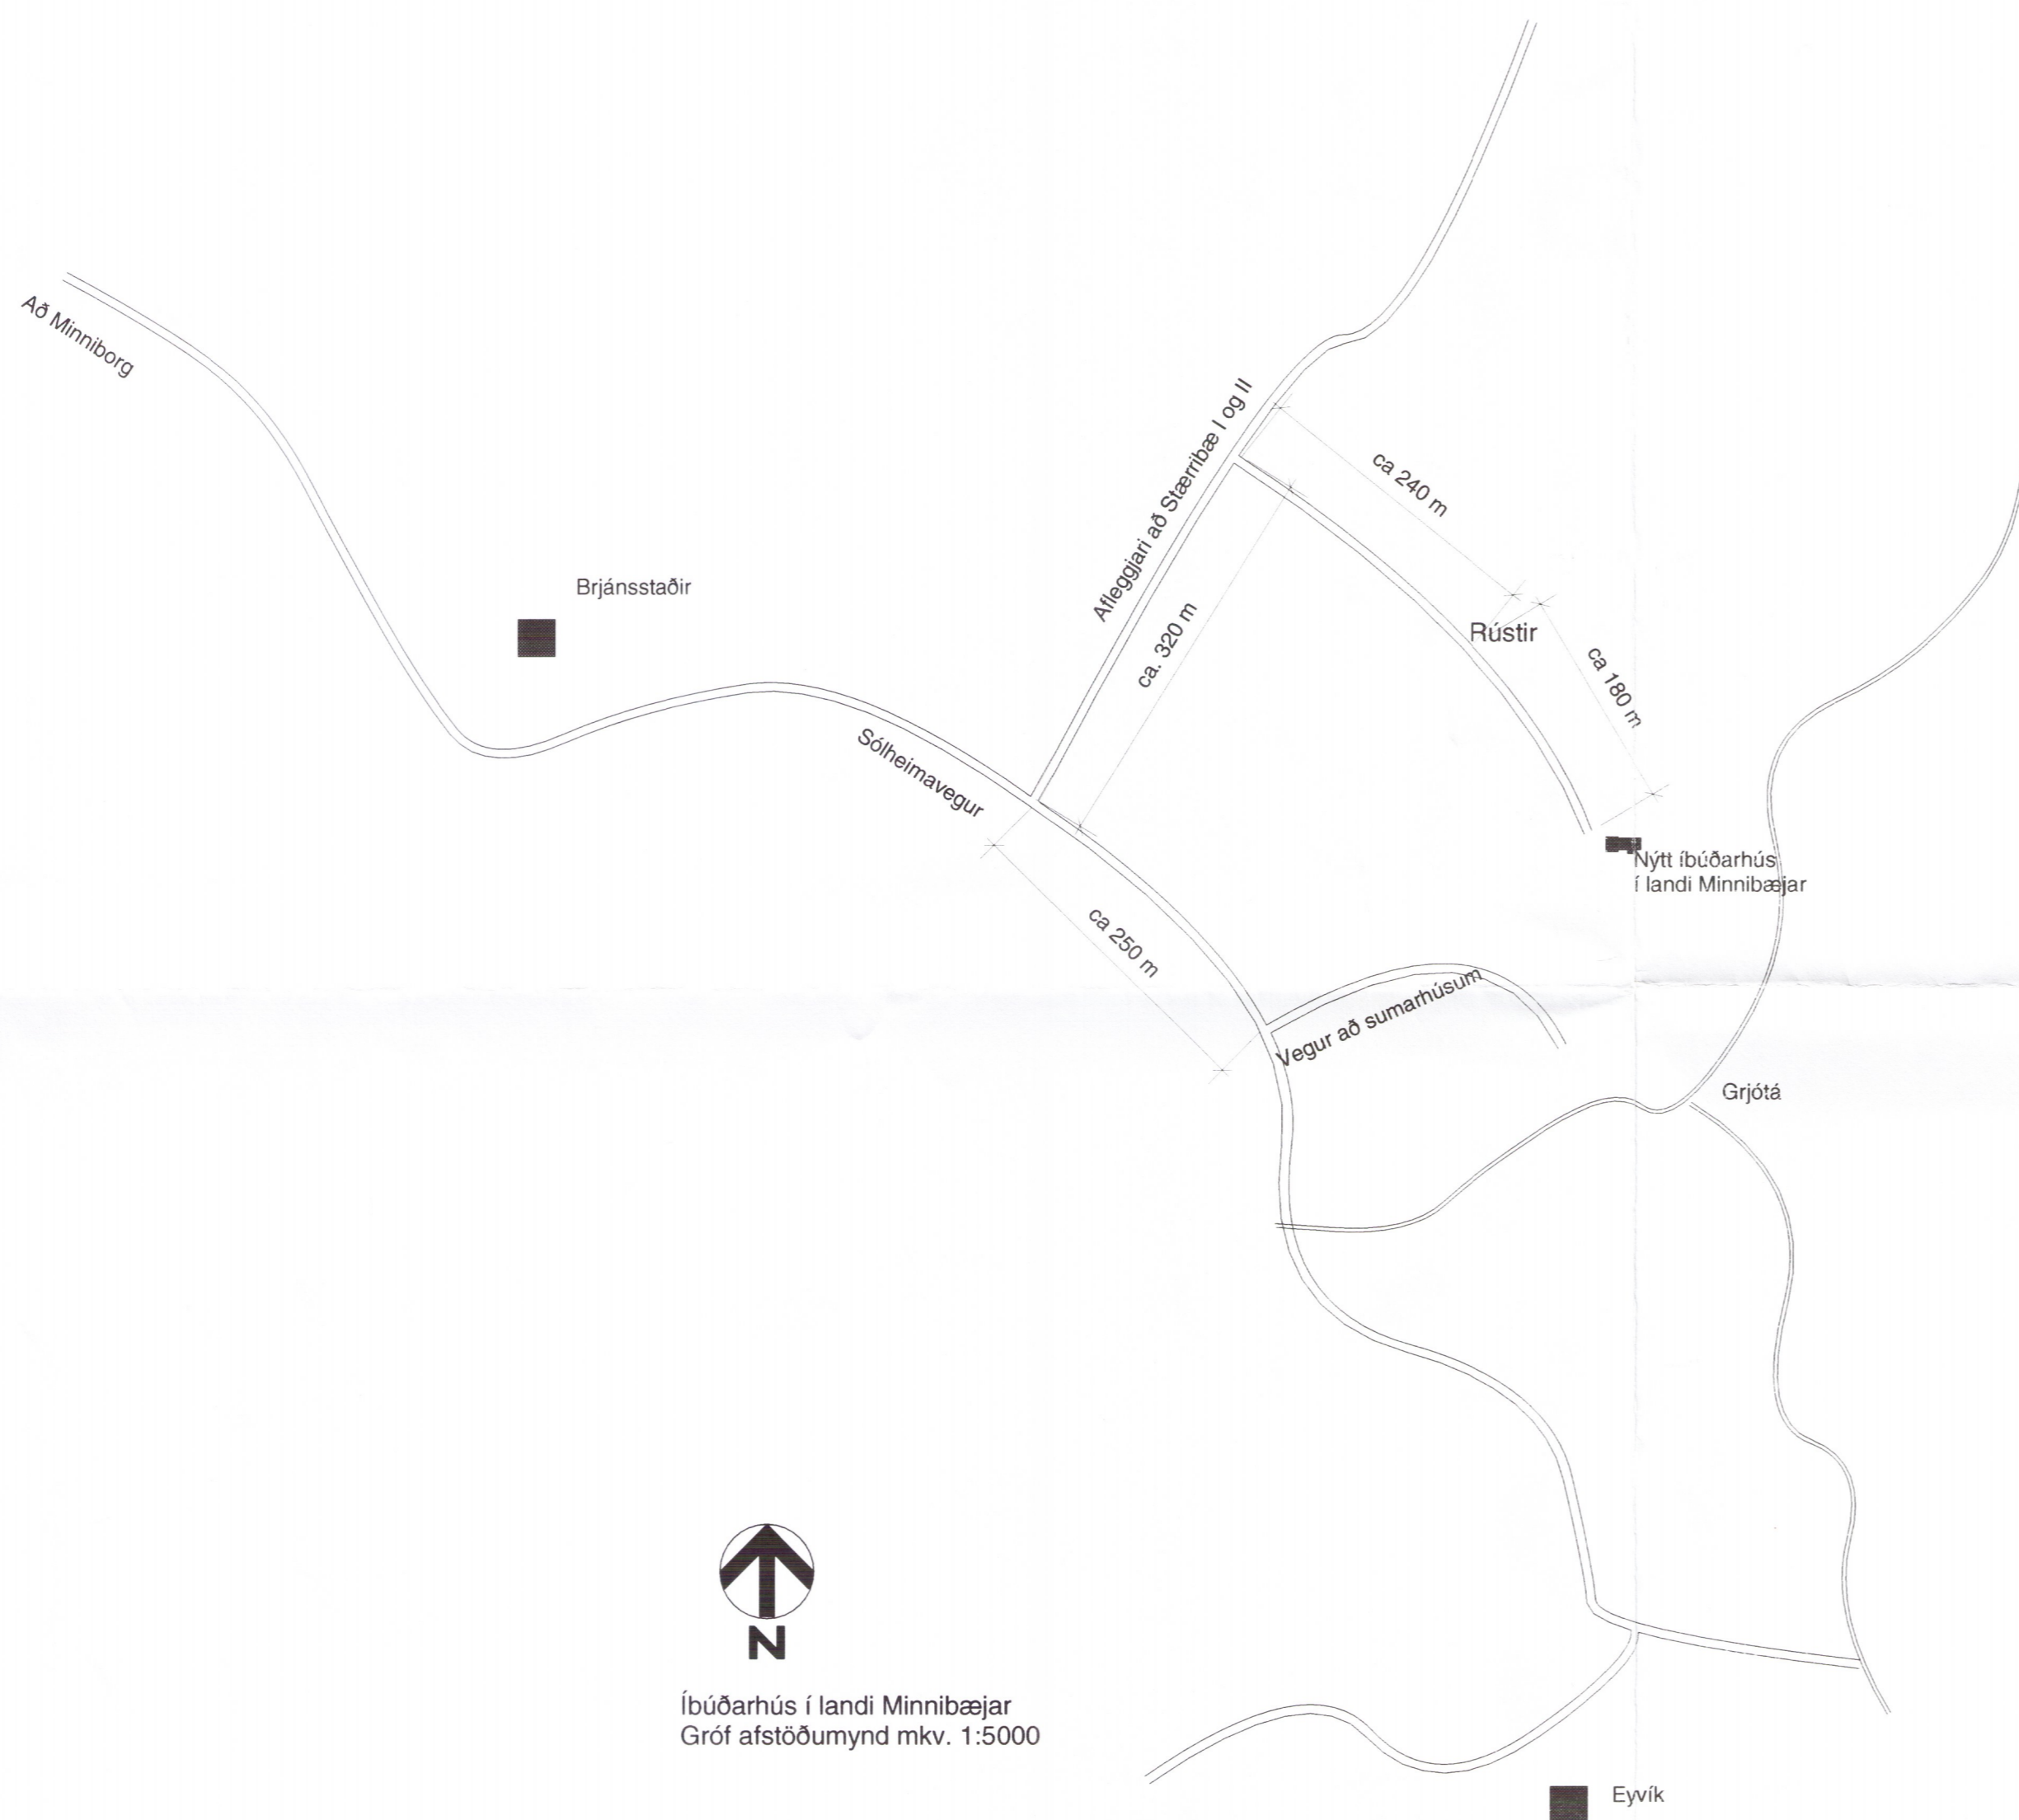 Að Minniborg
Afleggjari að Stærribæ I og II
ca 240 m
Brjánsstaðir
ca. 320 m
Rústir
ca 180 m
Sólheimavegur
Nýtt íbúðarhús
í landi Minnibæjar
ca 250 m
Vegur að sumarhúsum
Grjótá
N
Íbúðarhús í landi Minnibæjar
Gróf afstöðumynd mkv. 1:5000
Eyvík